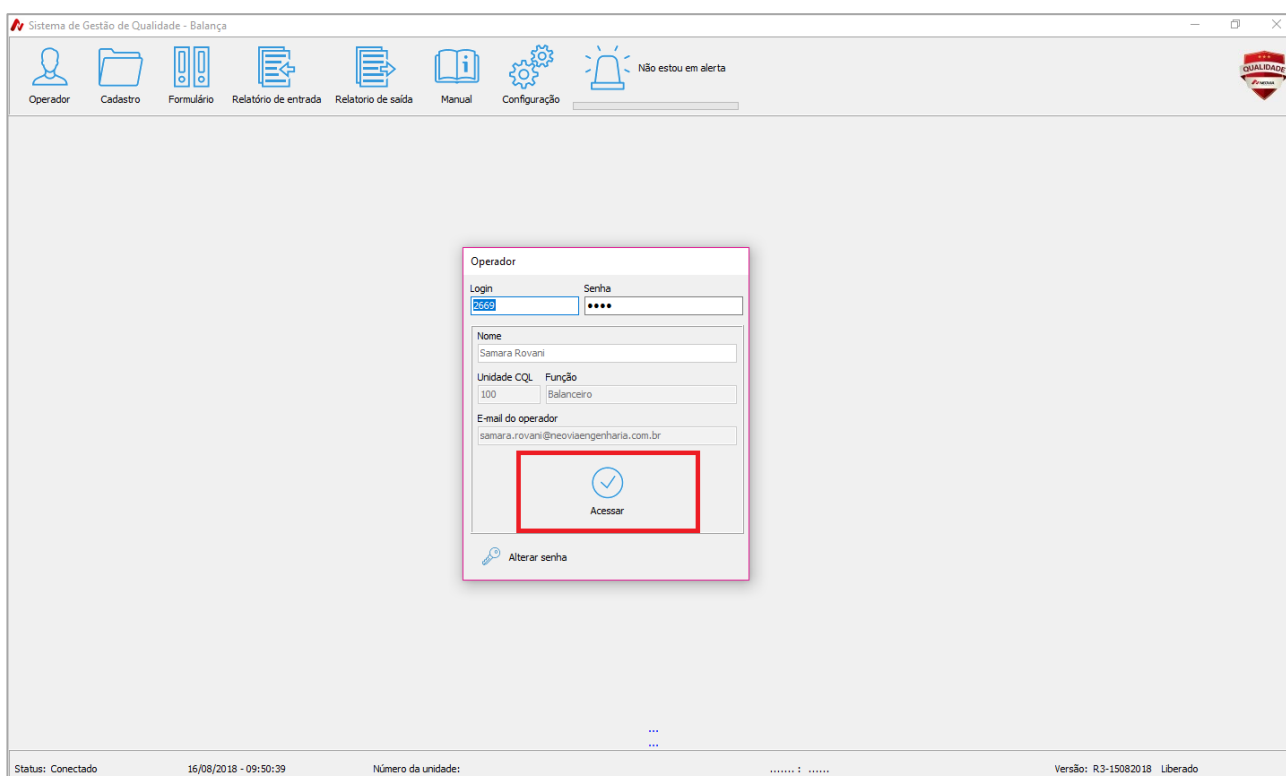 Sistema de Gestão de Qualidade - Balança
Não estou em alerta
Operador Cadastro Formulário Relatório de entrada Relatorio de saída Manual Configuração
QUALIDADE
Operador
Login Senha
2669 ••••
Nome
Samara Rovani
Unidade CQL Função
100 Balanceiro
E-mail do operador
samara.rovani@neoviaengenharia.com.br
Acessar
Alterar senha
...
...
Status: Conectado 16/08/2018 - 09:50:39 Número da unidade: ....... : ...... Versão: R3-15082018 Liberado